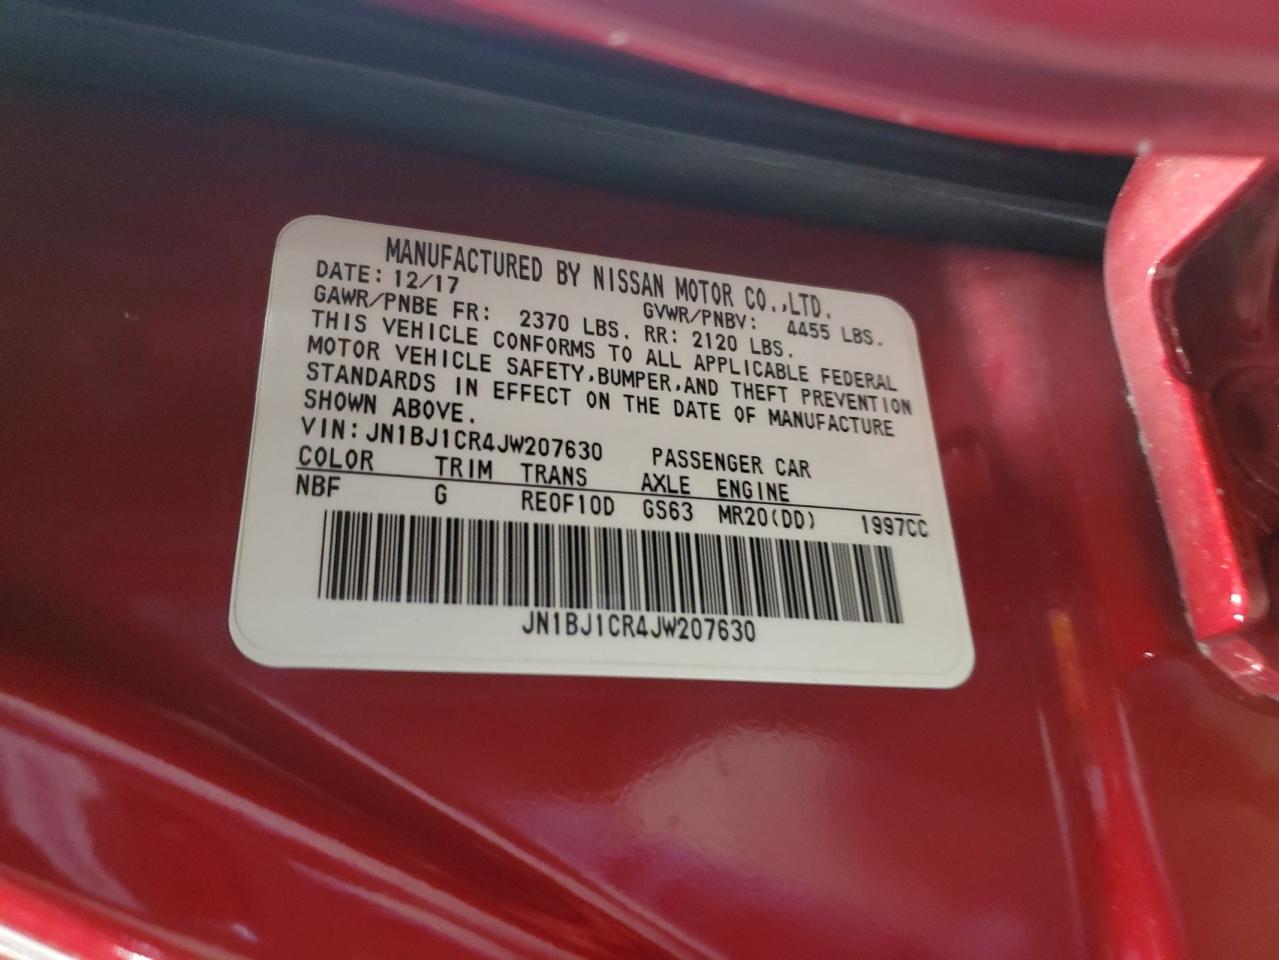 MANUFACTURED BY NISSAN MOTOR CO.,LTD.
DATE: 12/17 GVWR/PNBV: 4455 LBS.
GAWR/PNBE FR: 2370 LBS. RR: 2120 LBS.
THIS VEHICLE CONFORMS TO ALL APPLICABLE FEDERAL
MOTOR VEHICLE SAFETY,BUMPER,AND THEFT PREVENTION
STANDARDS IN EFFECT ON THE DATE OF MANUFACTURE
SHOWN ABOVE.
VIN: JN1BJ1CR4JW207630 PASSENGER CAR
COLOR TRIM TRANS AXLE ENGINE
NBF G RE0F10D GS63 MR20(DD) 1997CC
JN1BJ1CR4JW207630